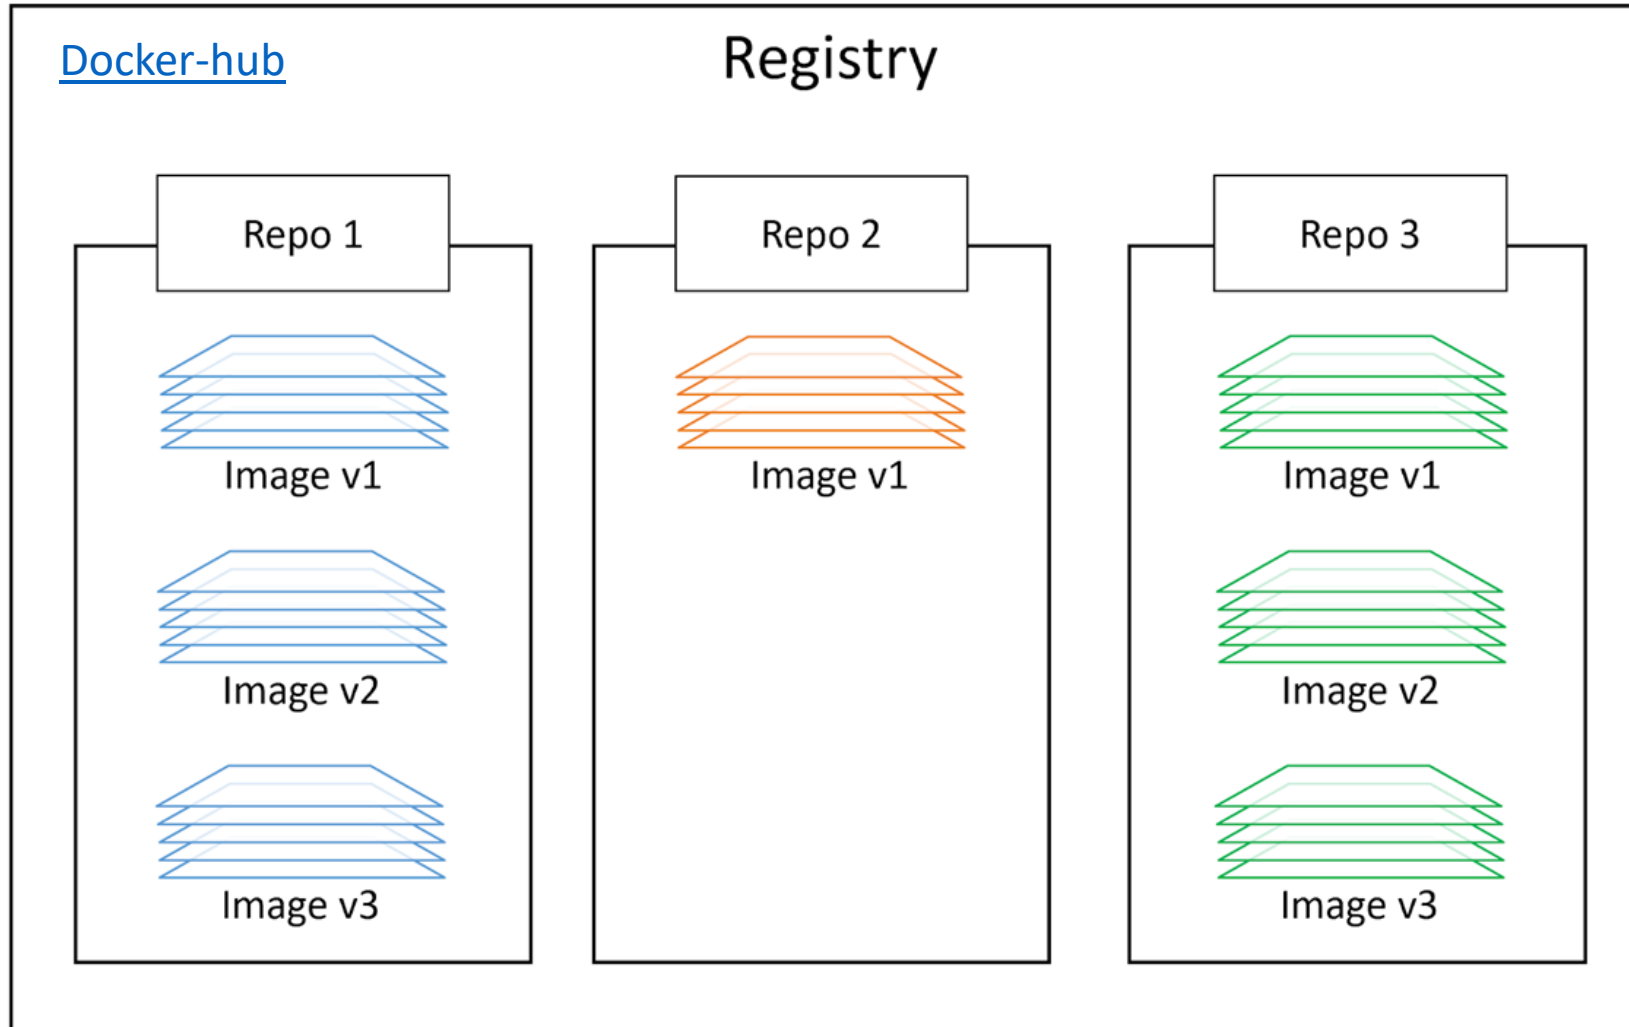 Docker-hub
Registry
Repo 1
Image v1
Image v2
Image v3
Repo 2
Image v1
Repo 3
Image v1
Image v2
Image v3